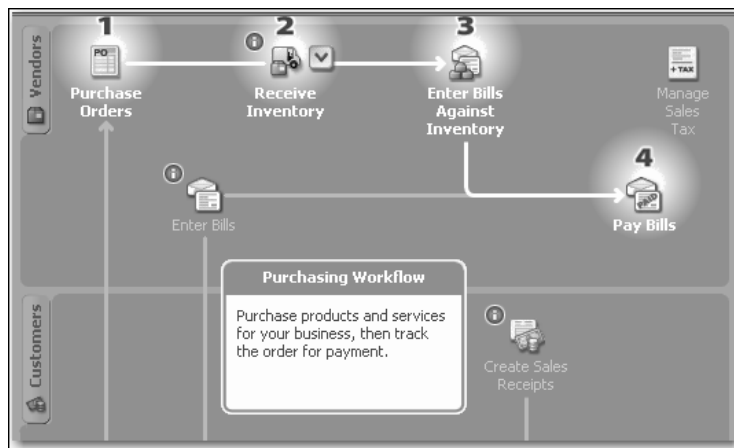 Vendors
1
2
3
PO
Purchase
Orders
Receive
Inventory
Enter Bills
Against
Inventory
+ TAX
Manage
Sales
Tax
Enter Bills
4
PAID
Pay Bills
Customers
Purchasing Workflow
Purchase products and services
for your business, then track
the order for payment.
Create Sales
Receipts